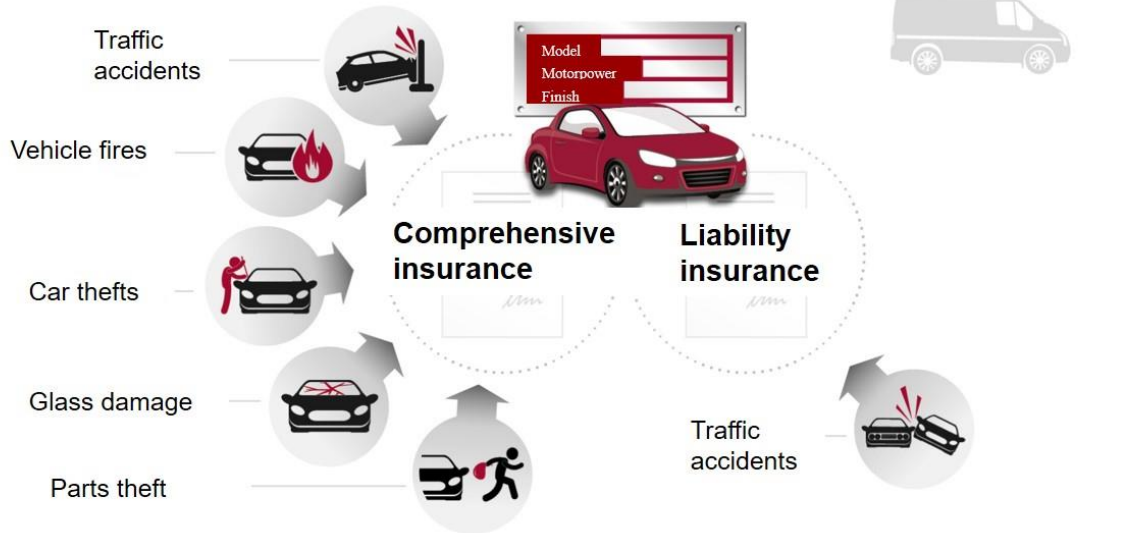 Traffic
accidents
Model
Motorpower
Finish
Vehicle fires
Comprehensive
insurance
Liability
insurance
Car thefts
Glass damage
Traffic
accidents
Parts theft